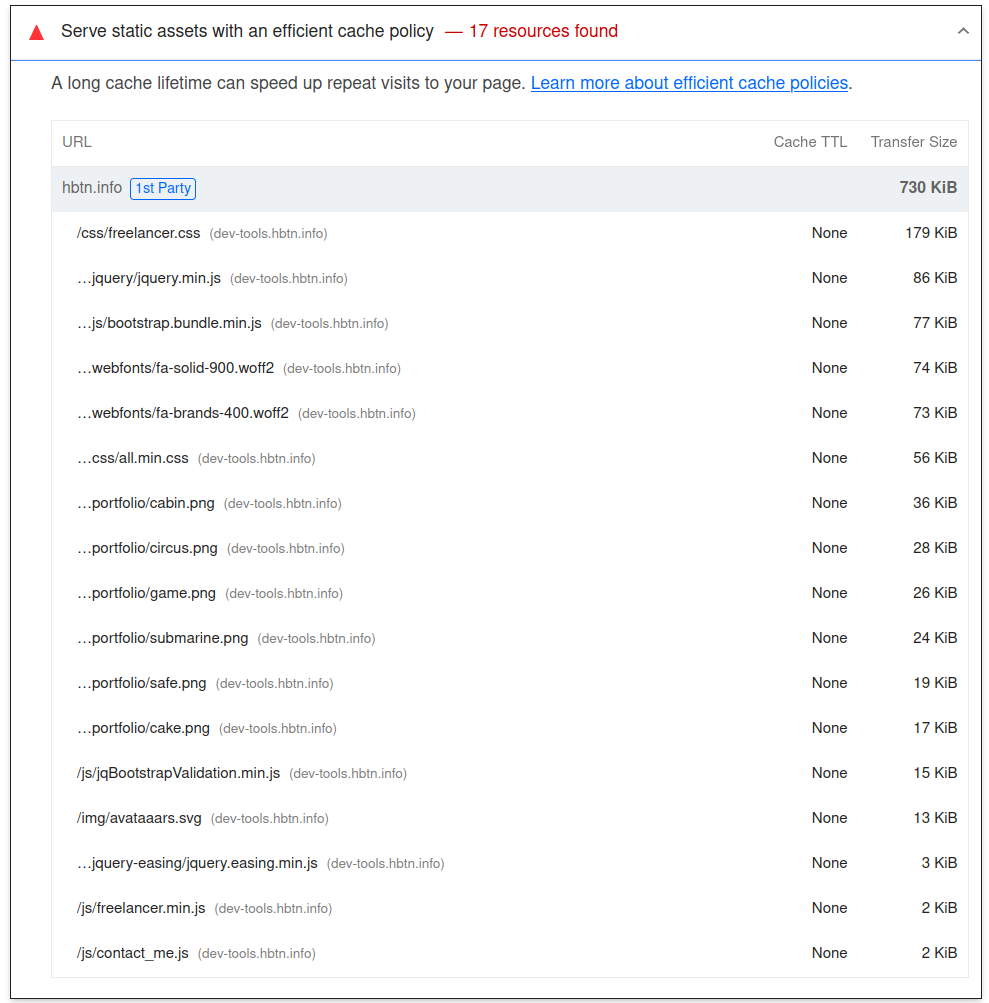 Serve static assets with an efficient cache policy — 17 resources found
A long cache lifetime can speed up repeat visits to your page. Learn more about efficient cache policies.
URL Cache TTL Transfer Size
hbtn.info 1st Party 730 KiB
/css/freelancer.css (dev-tools.hbtn.info) None 179 KiB
…jquery/jquery.min.js (dev-tools.hbtn.info) None 86 KiB
…js/bootstrap.bundle.min.js (dev-tools.hbtn.info) None 77 KiB
…webfonts/fa-solid-900.woff2 (dev-tools.hbtn.info) None 74 KiB
…webfonts/fa-brands-400.woff2 (dev-tools.hbtn.info) None 73 KiB
…css/all.min.css (dev-tools.hbtn.info) None 56 KiB
…portfolio/cabin.png (dev-tools.hbtn.info) None 36 KiB
…portfolio/circus.png (dev-tools.hbtn.info) None 28 KiB
…portfolio/game.png (dev-tools.hbtn.info) None 26 KiB
…portfolio/submarine.png (dev-tools.hbtn.info) None 24 KiB
…portfolio/safe.png (dev-tools.hbtn.info) None 19 KiB
…portfolio/cake.png (dev-tools.hbtn.info) None 17 KiB
/js/jqBootstrapValidation.min.js (dev-tools.hbtn.info) None 15 KiB
/img/avataaars.svg (dev-tools.hbtn.info) None 13 KiB
…jquery-easing/jquery.easing.min.js (dev-tools.hbtn.info) None 3 KiB
/js/freelancer.min.js (dev-tools.hbtn.info) None 2 KiB
/js/contact_me.js (dev-tools.hbtn.info) None 2 KiB